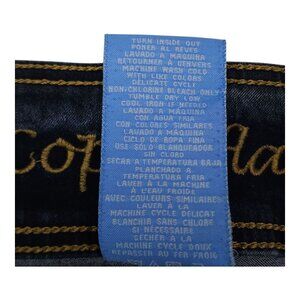 TURN INSIDE OUT
PONER AL REVES
LAVADO A MAQUINA
RETOURNER A L'ENVERS
MACHINE WASH COLD
WITH LIKE COLORS
DELICATE CYCLE
NON-CHLORINE BLEACH ONLY
TUMBLE DRY LOW
COOL IRON IF NEEDED
LAVADO A MAQUINA
CON AGUA FRIA
CON COLORES SIMILARES
LAVADO A MAQUINA
CICLO DE ROPA FINA
USE SOLO BLANQUEADOR
SIN CLORO
SECAR A TEMPERATURA BAJA
PLANCHADO A
TEMPERATURA FRIA
LAVER A LA MACHINE
A L'EAU FROIDE
AVEC COULEURS SIMILAIRES
LAVER A LA MACHINE
MACHINE CYCLE DELICAT
BLANCHIR SANS CHLORE
SI NECESSAIRE
SECHER A LA
MACHINE CYCLE DOUX
REPASSER AU FER FROID
Cop